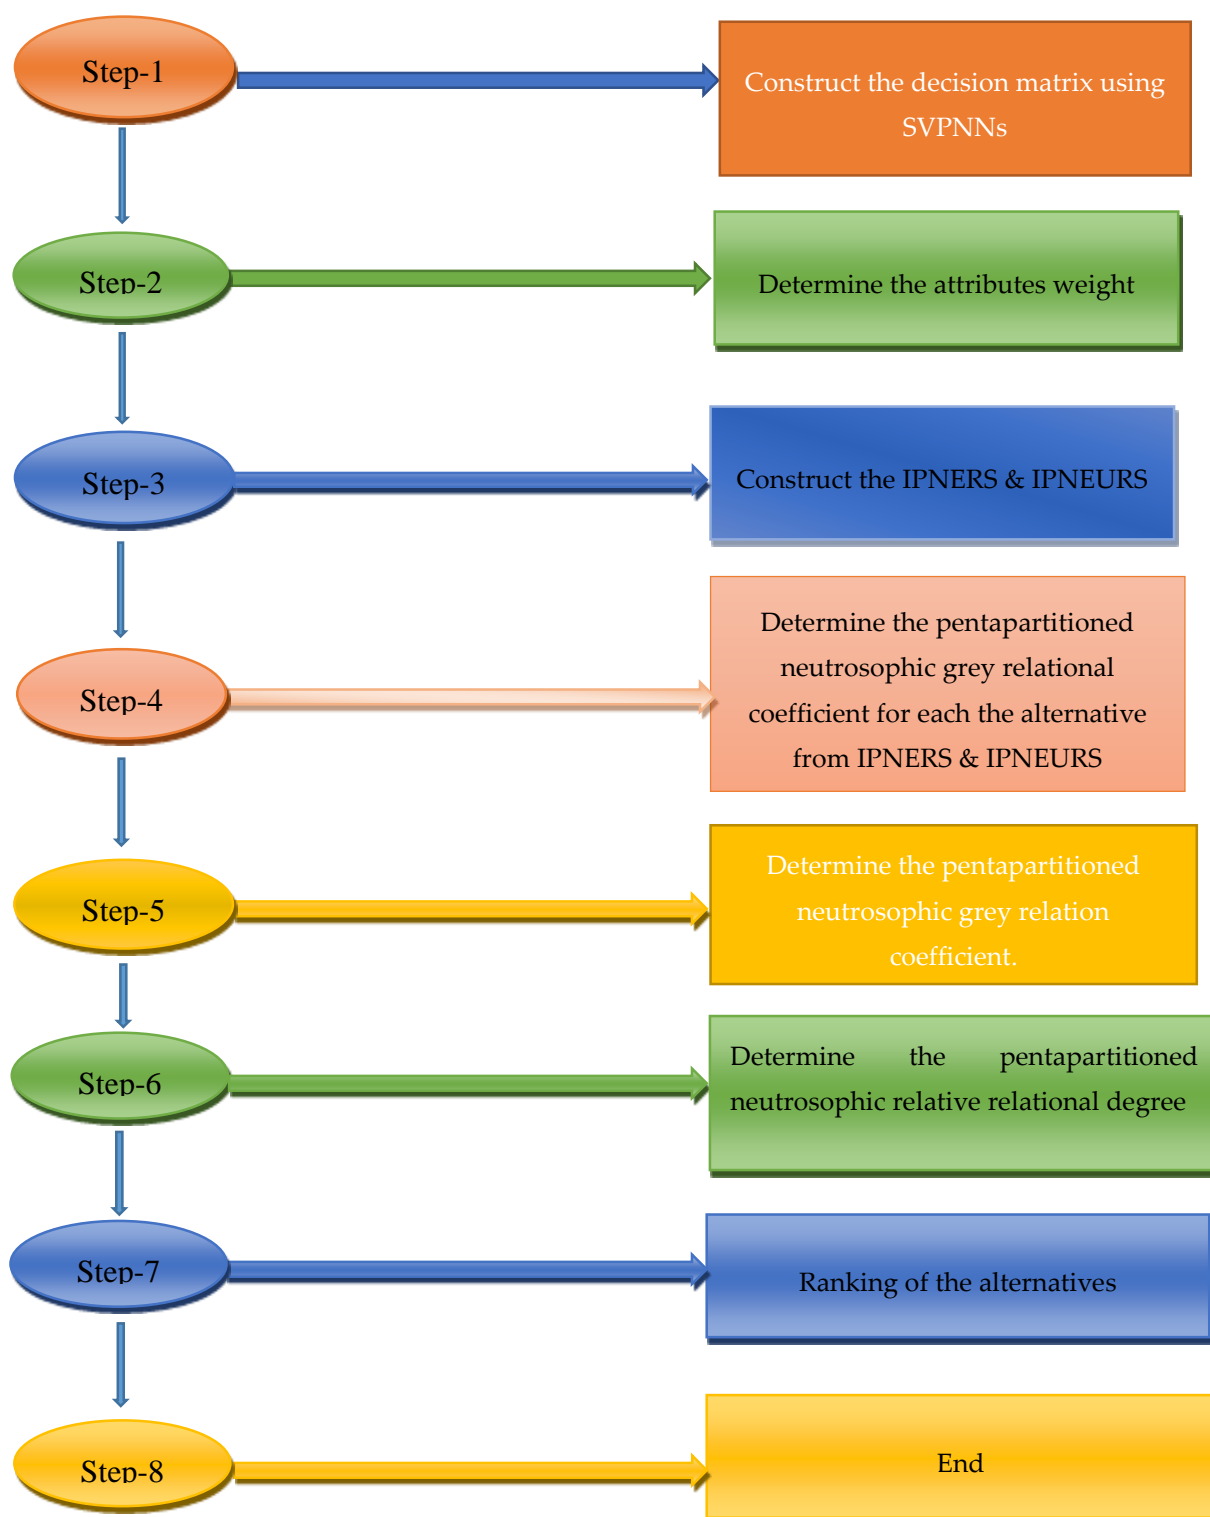 Step-1
Construct the decision matrix using
SVPNNs
Step-2
Determine the attributes weight
Step-3
Construct the IPNERS & IPNEURS
Step-4
Determine the pentapartitioned
neutrosophic grey relational
coefficient for each the alternative
from IPNERS & IPNEURS
Step-5
Determine the pentapartitioned
neutrosophic grey relation
coefficient.
Step-6
Determine the pentapartitioned
neutrosophic relative relational degree
Step-7
Ranking of the alternatives
Step-8
End